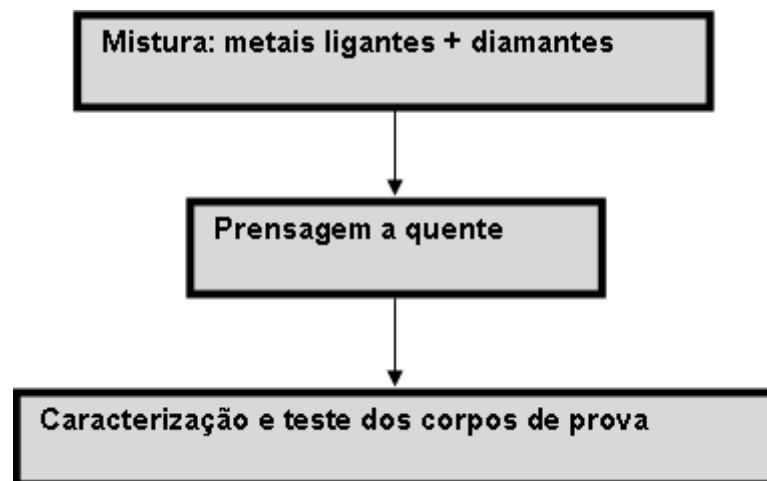 Mistura: metais ligantes + diamantes
Prensagem a quente
Caracterização e teste dos corpos de prova